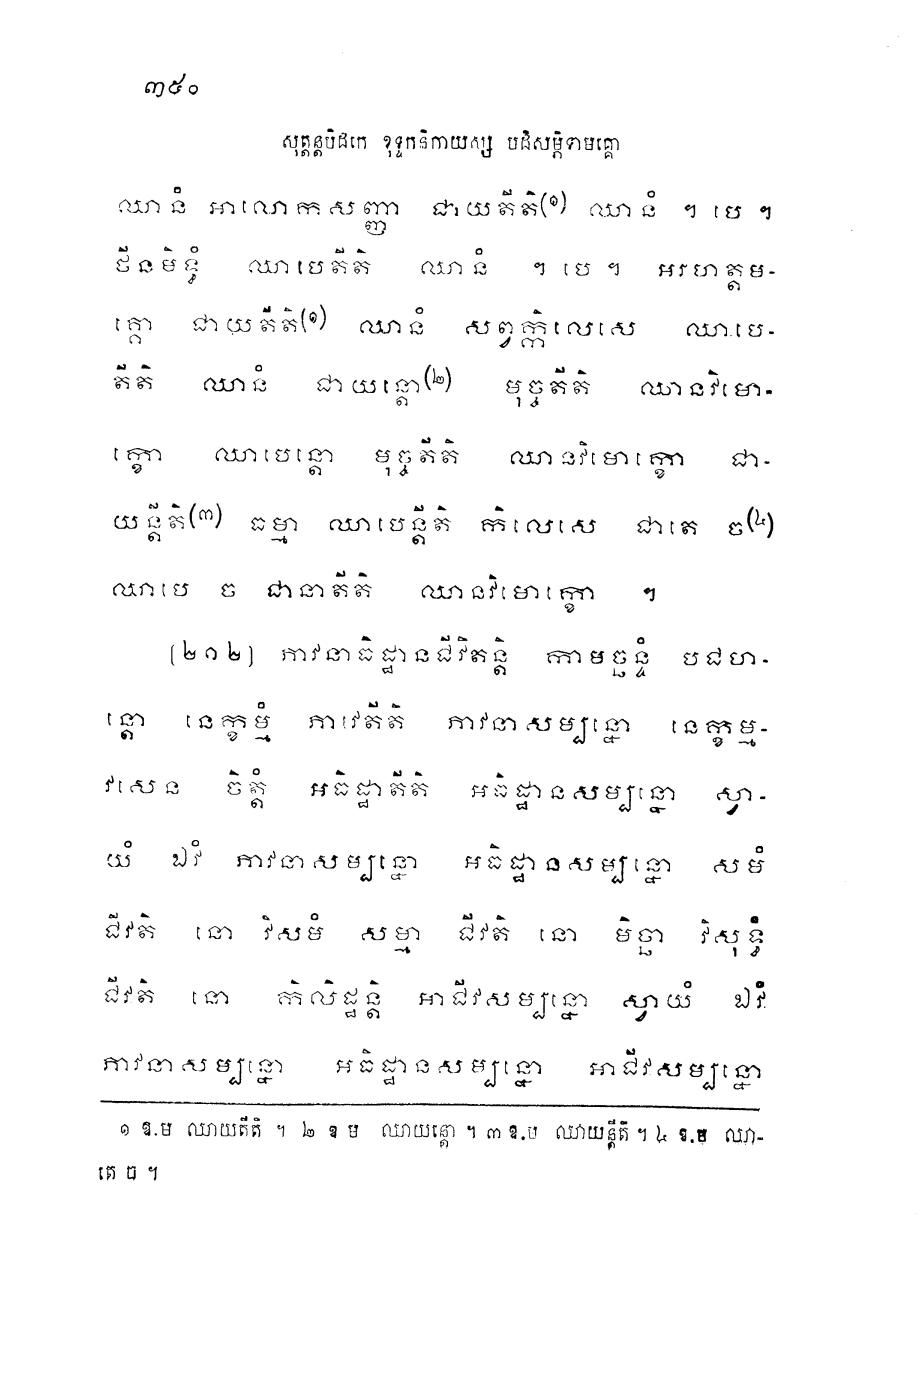 ៣៥០
សុត្តន្តបិដកេ ខុទ្ទកនិកាយស្ស បដិសម្ភិទាមគ្គោ
ឈានំ អាលោកសញ្ញា ជាយតីតិ(១) ឈានំ ។ បេ ។
ថីនមិទ្ធំ ឈាបេតីតិ ឈានំ ។ បេ ។ អរហត្តម-
គ្គោ ជាយតីតិ(១) ឈានំ សព្វក្កិលេសេ ឈាបេ-
តីតិ ឈានំ ជាយន្តោ(២) មុច្ចតីតិ ឈានវិមោ-
ក្ខោ ឈាបេន្តោ មុច្ចតីតិ ឈានវិមោក្ខោ ជា-
យន្តីតិ(៣) ធម្មា ឈាបេន្តីតិ កិលេសេ ជាតេ ច(៤)
ឈាបេ ច ជានាតីតិ ឈានវិមោក្ខោ ។
[២១២] ភាវនាធិដ្ឋានជីវិតន្តិ កាមច្ឆន្ទំ បជហ-
ន្តោ នេក្ខម្មំ ភាវេតីតិ ភាវនាសម្បន្នោ នេក្ខម្ម-
វសេន ចិត្តំ អធិដ្ឋាតីតិ អធិដ្ឋានសម្បន្នោ ស្វា-
យំ ឯវំ ភាវនាសម្បន្នោ អធិដ្ឋានសម្បន្នោ សមំ
ជីវតិ នោ វិសមំ សម្មា ជីវតិ នោ មិច្ឆា វិសុទ្ធំ
ជីវតិ នោ កិលិដ្ឋន្តិ អាជីវសម្បន្នោ ស្វាយំ ឯវំ
ភាវនាសម្បន្នោ អធិដ្ឋានសម្បន្នោ អាជីវសម្បន្នោ
១ ឱ.ម ឈាយតីតិ ។ ២ ឱ ម ឈាយន្តោ ។ ៣ ឱ.ម ឈាយន្តីតិ ។ ៤ ឱ.ម ឈា-
តេ ច ។